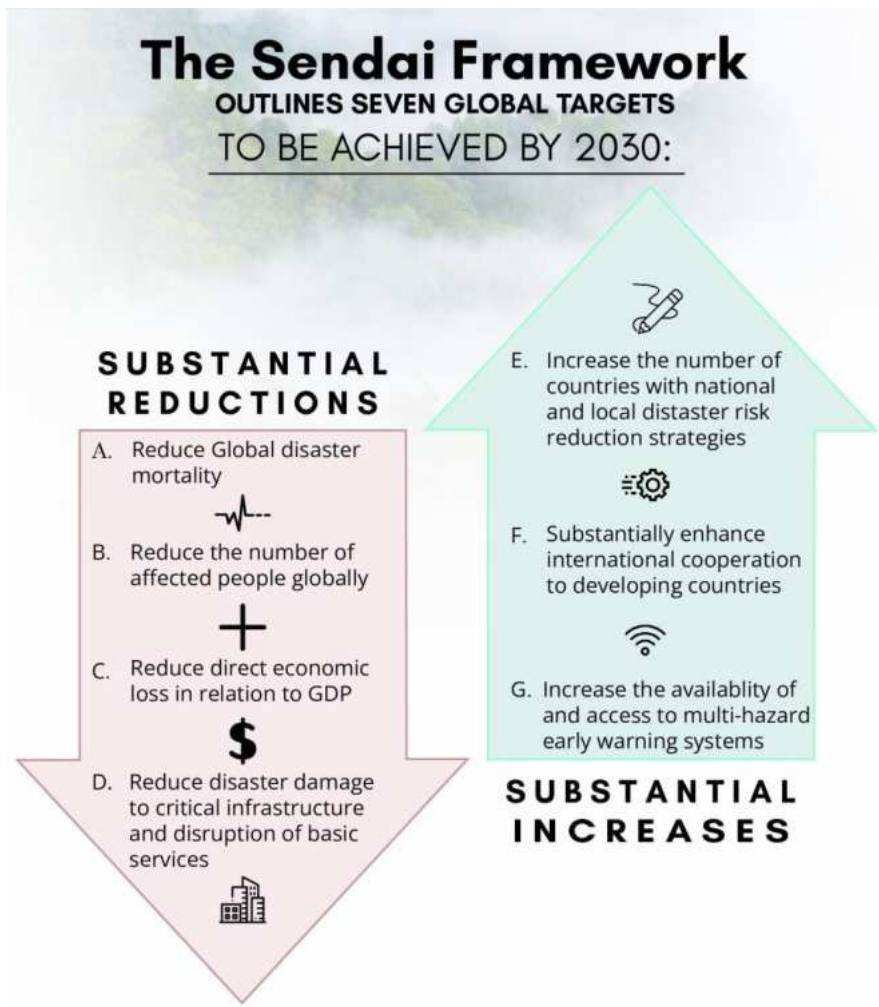 The Sendai Framework
OUTLINES SEVEN GLOBAL TARGETS
TO BE ACHIEVED BY 2030:
SUBSTANTIAL
REDUCTIONS
A. Reduce Global disaster
mortality
B. Reduce the number of
affected people globally
C. Reduce direct economic
loss in relation to GDP
$
D. Reduce disaster damage
to critical infrastructure
and disruption of basic
services
E. Increase the number of
countries with national
and local distaster risk
reduction strategies
F. Substantially enhance
international cooperation
to developing countries
G. Increase the availablity of
and access to multi-hazard
early warning systems
SUBSTANTIAL
INCREASES